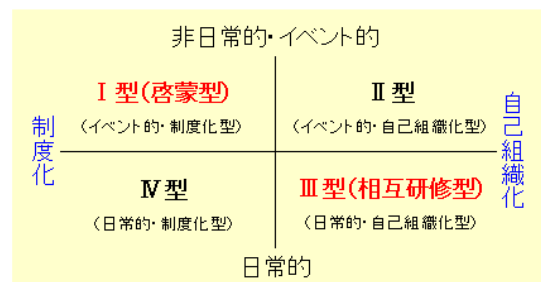 非日常的・イベント的
Ⅰ型(啓蒙型)
(イベント的・制度化型)
Ⅱ型
(イベント的・自己組織化型)
制度化
自己組織化
Ⅳ型
(日常的・制度化型)
Ⅲ型(相互研修型)
(日常的・自己組織化型)
日常的